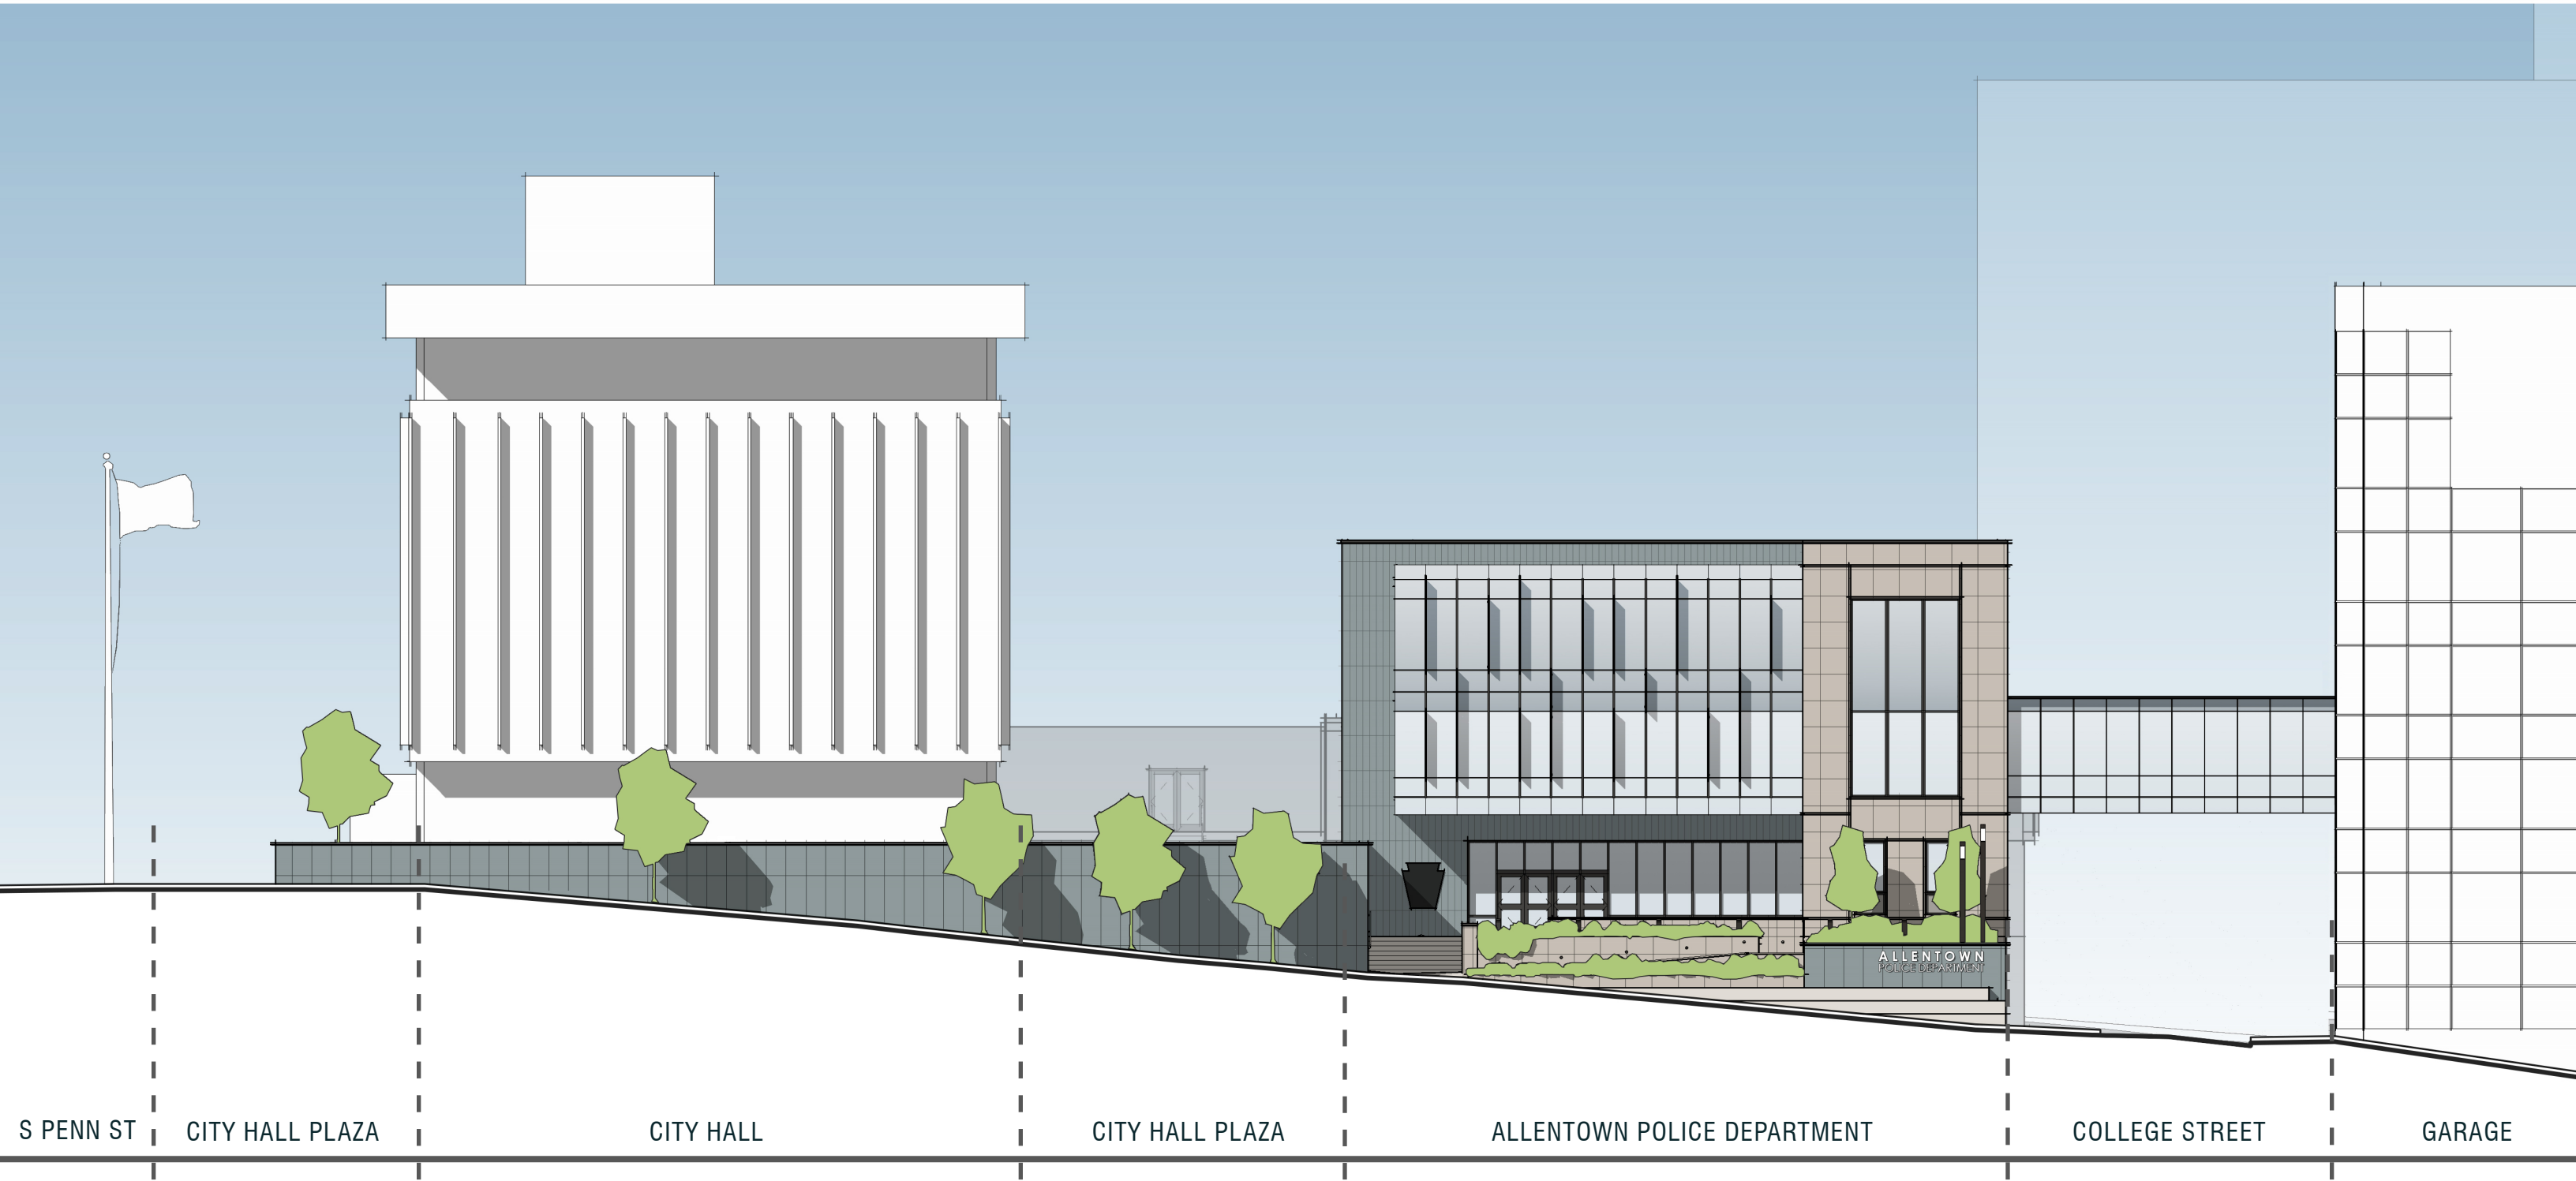 ALLENTOWN
POLICE DEPARTMENT
S PENN ST
CITY HALL PLAZA
CITY HALL
CITY HALL PLAZA
ALLENTOWN POLICE DEPARTMENT
COLLEGE STREET
GARAGE